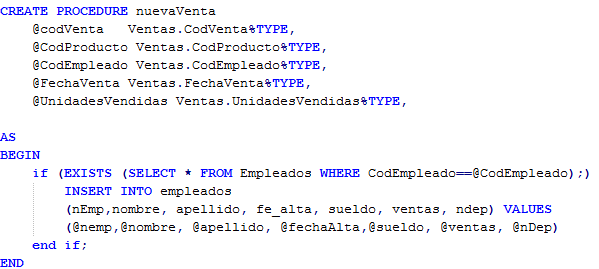 CREATE PROCEDURE nuevaVenta
@codVenta Ventas.CodVenta%TYPE,
@CodProducto Ventas.CodProducto%TYPE,
@CodEmpleado Ventas.CodEmpleado%TYPE,
@FechaVenta Ventas.FechaVenta%TYPE,
@UnidadesVendidas Ventas.UnidadesVendidas%TYPE,
AS
BEGIN
if (EXISTS (SELECT * FROM Empleados WHERE CodEmpleado==@CodEmpleado);)
INSERT INTO empleados
(nEmp,nombre, apellido, fe_alta, sueldo, ventas, ndep) VALUES
(@nemp,@nombre, @apellido, @fechaAlta,@sueldo, @ventas, @nDep)
end if;
END